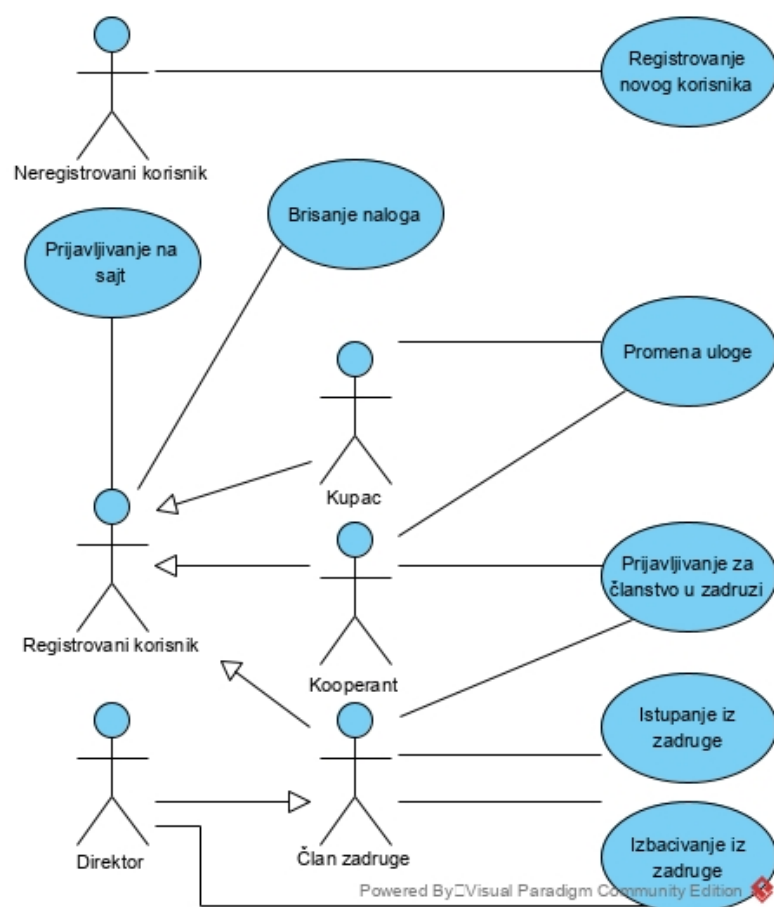 Registrovanje
novog korisnika
Neregistrovani korisnik
Brisanje naloga
Prijavljivanje na
sajt
Promena uloge
Kupac
Prijavljivanje za
članstvo u zadruzi
Registrovani korisnik
Kooperant
Istupanje iz
zadruge
Direktor
Član zadruge
Izbacivanje iz
zadruge
Powered By□Visual Paradigm Community Edition